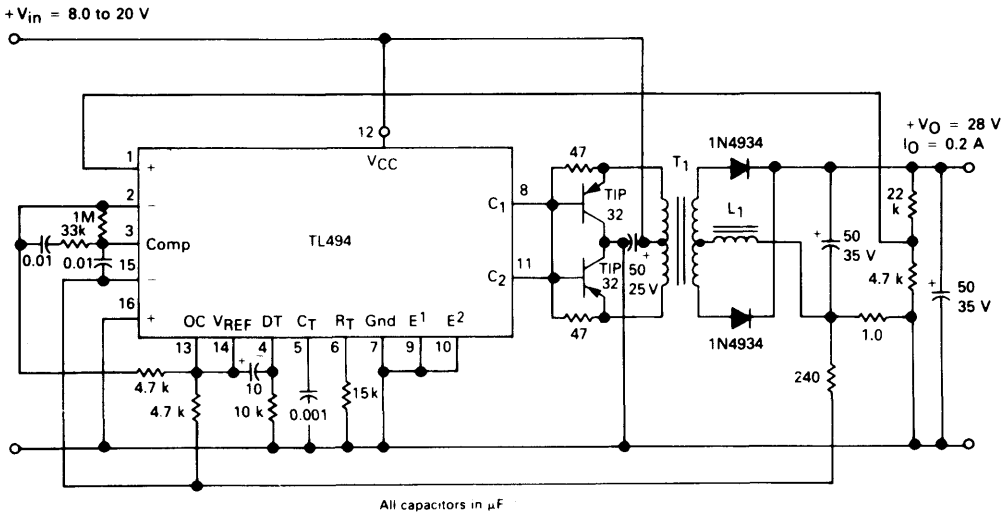 +Vin = 8.0 to 20 V
+VO = 28 V
IO = 0.2 A
12
VCC
1
+
2
−
1M
33k
3
Comp
0.01
0.01
15
−
16
+
TL494
C1
8
C2
11
OC
VREF
DT
CT
RT
Gnd
E1
E2
13
14
4
5
6
7
9
10
+
−
10
4.7 k
4.7 k
10 k
0.001
15k
47
TIP
32
TIP
32
47
+
50
25 V
T1
1N4934
L1
1N4934
+
50
35 V
22
k
4.7 k
+
50
35 V
1.0
240
All capacitors in μF